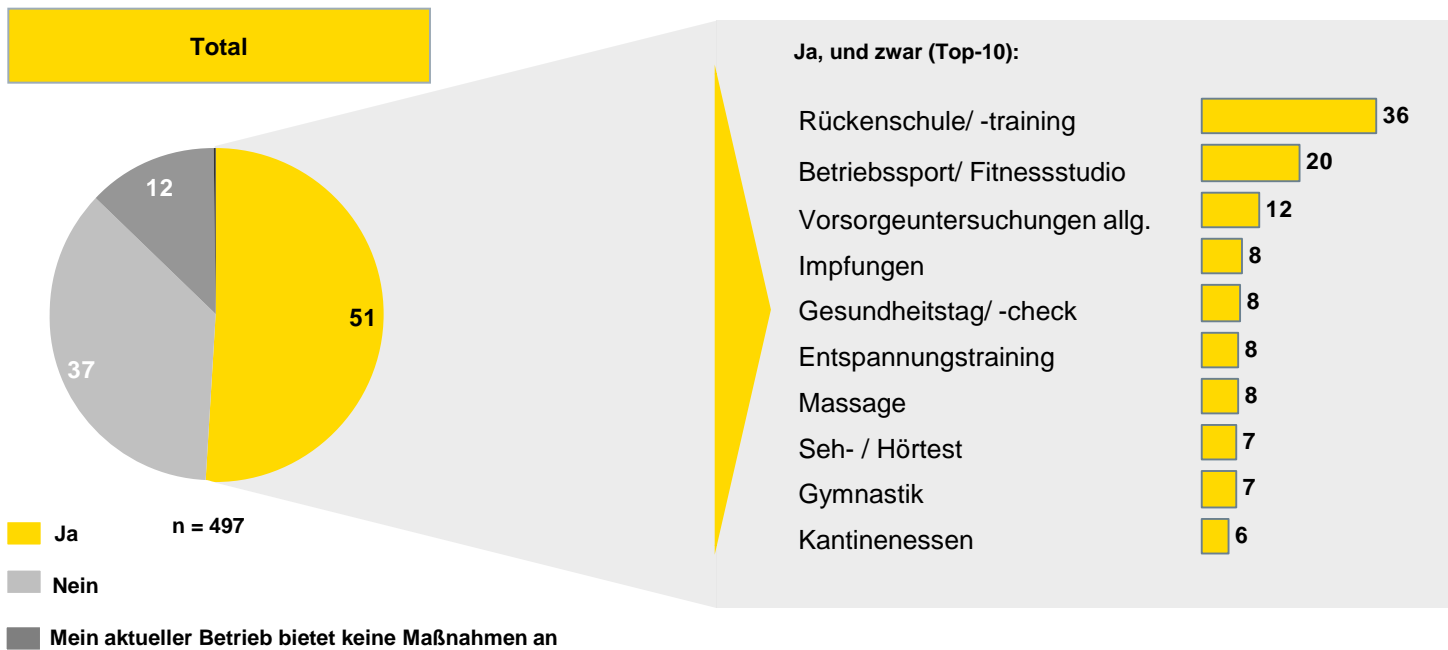 Total
12
51
37
n = 497
Ja
Nein
Mein aktueller Betrieb bietet keine Maßnahmen an
Ja, und zwar (Top-10):
Rückenschule/ -training 36
Betriebssport/ Fitnessstudio 20
Vorsorgeuntersuchungen allg. 12
Impfungen 8
Gesundheitstag/ -check 8
Entspannungstraining 8
Massage 8
Seh- / Hörtest 7
Gymnastik 7
Kantinenessen 6